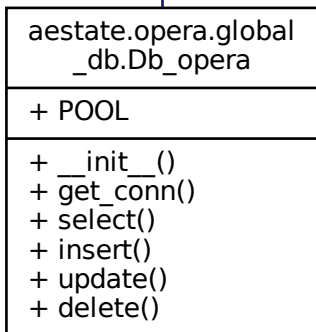 aestate.opera.global
_db.Db_opera
+ POOL
+ __init__()
+ get_conn()
+ select()
+ insert()
+ update()
+ delete()